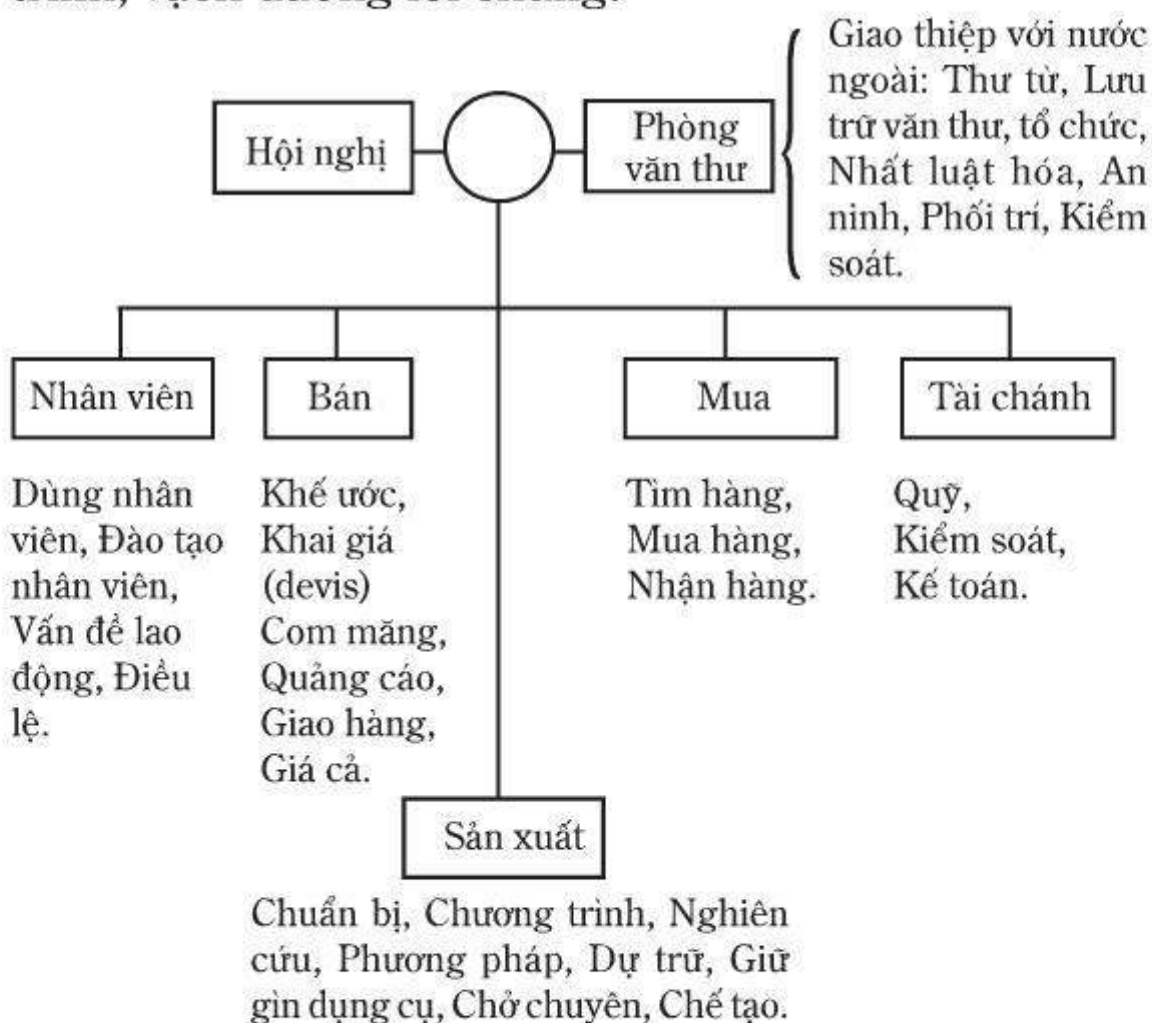 Giao thiệp với nước
ngoài: Thư từ, Lưu
trữ văn thư, tổ chức,
Nhất luật hóa, An
ninh, Phối trí, Kiểm
soát.
Hội nghị
Phòng
văn thư
Nhân viên
Bán
Mua
Tài chánh
Dùng nhân
viên, Đào tạo
nhân viên,
Vấn đề lao
động, Điều
lệ.
Khế ước,
Khai giá
(devis)
Com măng,
Quảng cáo,
Giao hàng,
Giá cả.
Tìm hàng,
Mua hàng,
Nhận hàng.
Quỹ,
Kiểm soát,
Kế toán.
Sản xuất
Chuẩn bị, Chương trình, Nghiên
cứu, Phương pháp, Dự trữ, Giữ
gìn dụng cụ, Chở chuyên, Chế tạo.